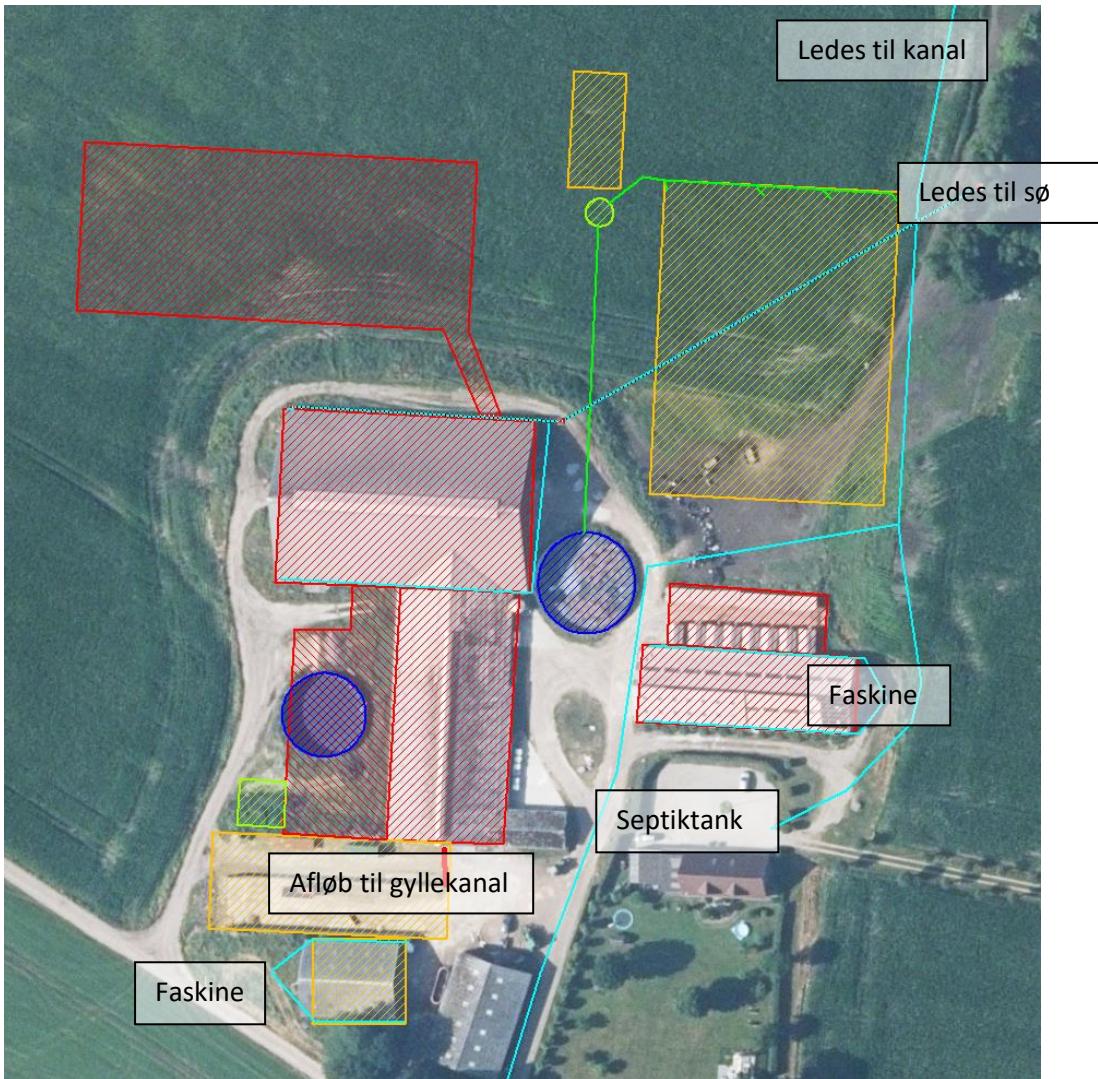 Ledes til kanal
Ledes til sø
Faskine
Septiktank
Afløb til gyllekanal
Faskine